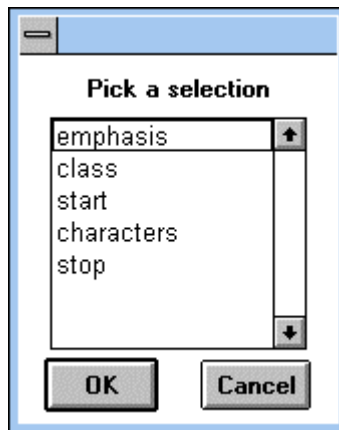 Pick a selection
emphasis
class
start
characters
stop
OK Cancel